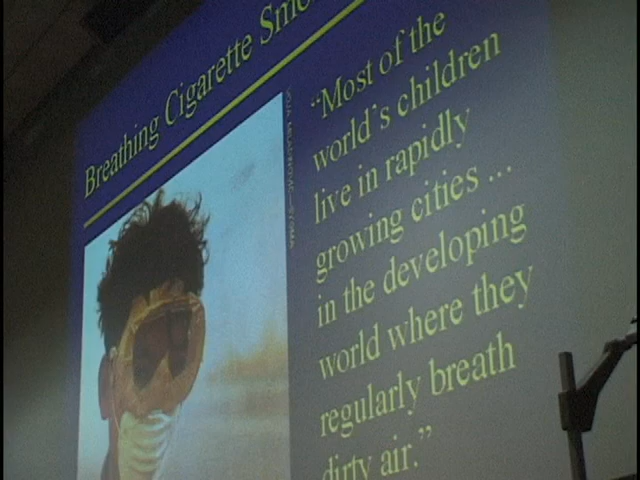 Breathing Cigarette Smo
“Most of the
world's children
live in rapidly
growing cities ...
in the developing
world where they
regularly breath
dirty air.”